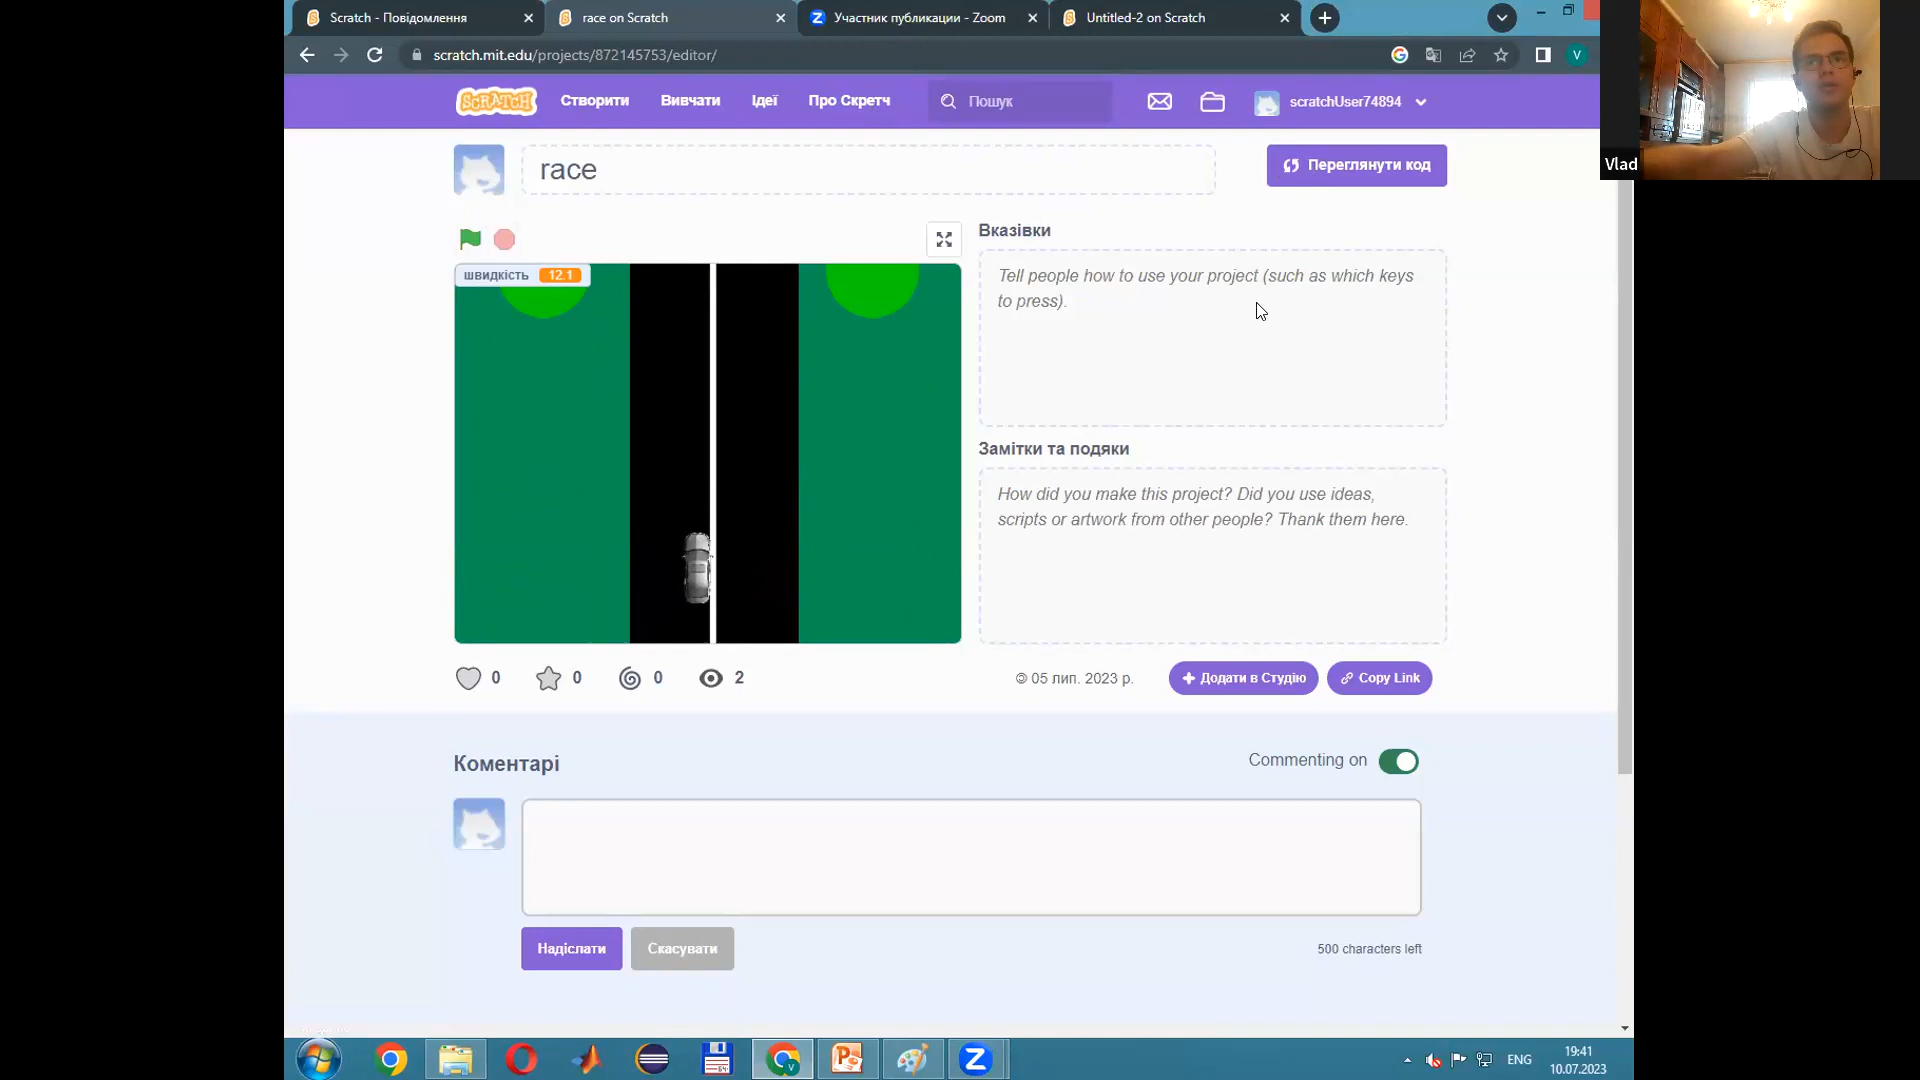 Scratch - Повідомлення
race on Scratch
Участник публикации - Zoom
Untitled-2 on Scratch
scratch.mit.edu/projects/872145753/editor/
V
Vlad
SCRATCH
Створити
Вивчати
Ідеї
Про Скретч
Пошук
scratchUser74894
race
Переглянути код
Вказівки
швидкість 12.1
Tell people how to use your project (such as which keys
to press).
Замітки та подяки
How did you make this project? Did you use ideas,
scripts or artwork from other people? Thank them here.
0
0
0
2
05 лип. 2023 р.
Додати в Студію
Copy Link
Коментарі
Commenting on
Надіслати
Скасувати
500 characters left
ENG
19:41
10.07.2023